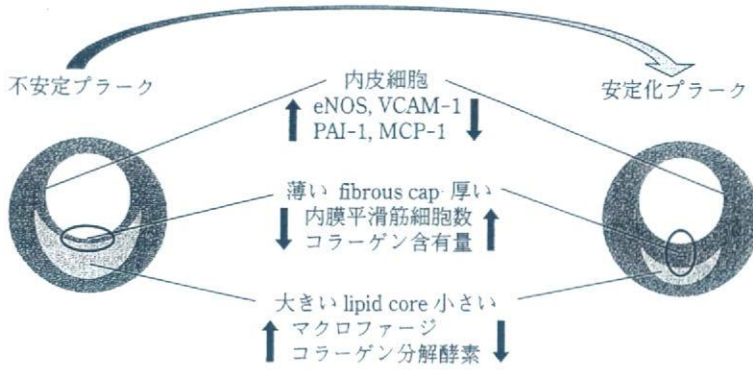 不安定プラーク
安定化プラーク
内皮細胞
eNOS, VCAM-1
PAI-1, MCP-1
薄い fibrous cap 厚い
内膜平滑筋細胞数
コラーゲン含有量
大きい lipid core 小さい
マクロファージ
コラーゲン分解酵素